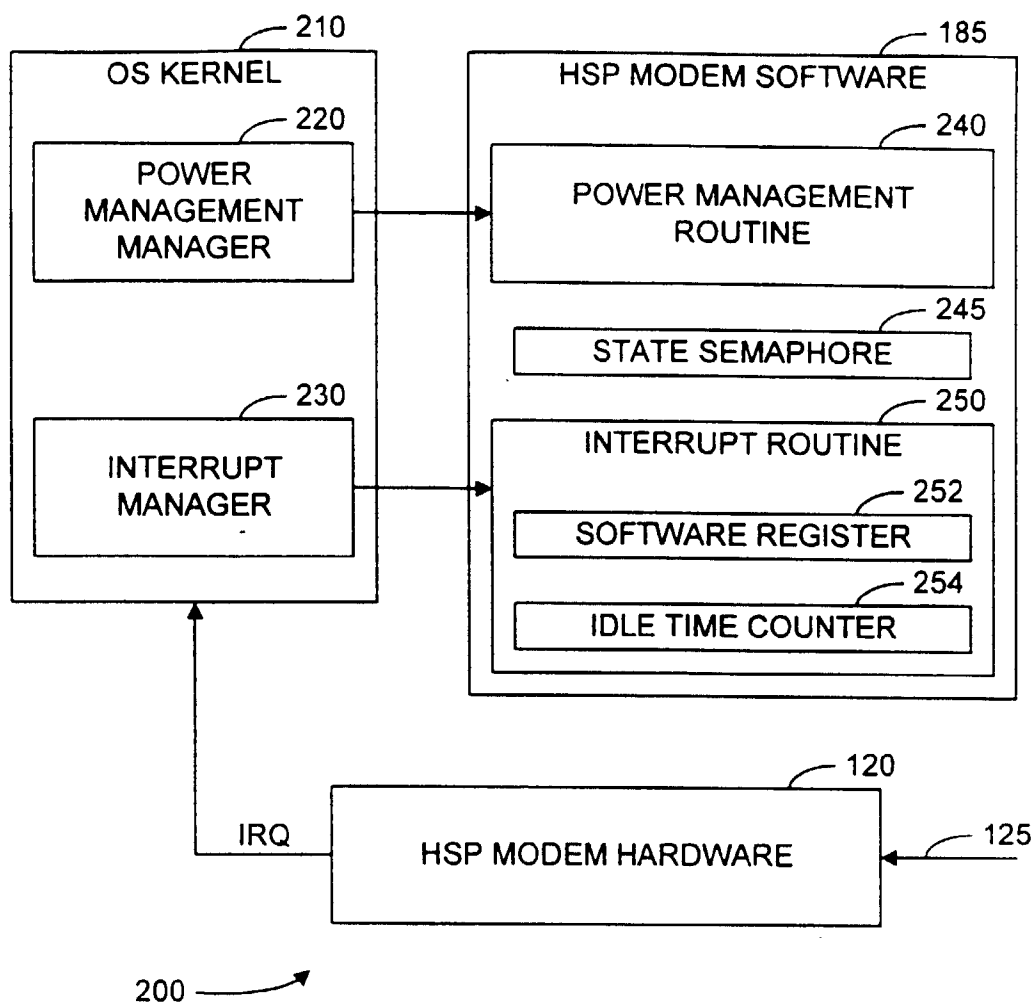 210
OS KERNEL
220
POWER
MANAGEMENT
MANAGER
230
INTERRUPT
MANAGER
185
HSP MODEM SOFTWARE
240
POWER MANAGEMENT
ROUTINE
245
STATE SEMAPHORE
250
INTERRUPT ROUTINE
252
SOFTWARE REGISTER
254
IDLE TIME COUNTER
120
IRQ
HSP MODEM HARDWARE
125
200